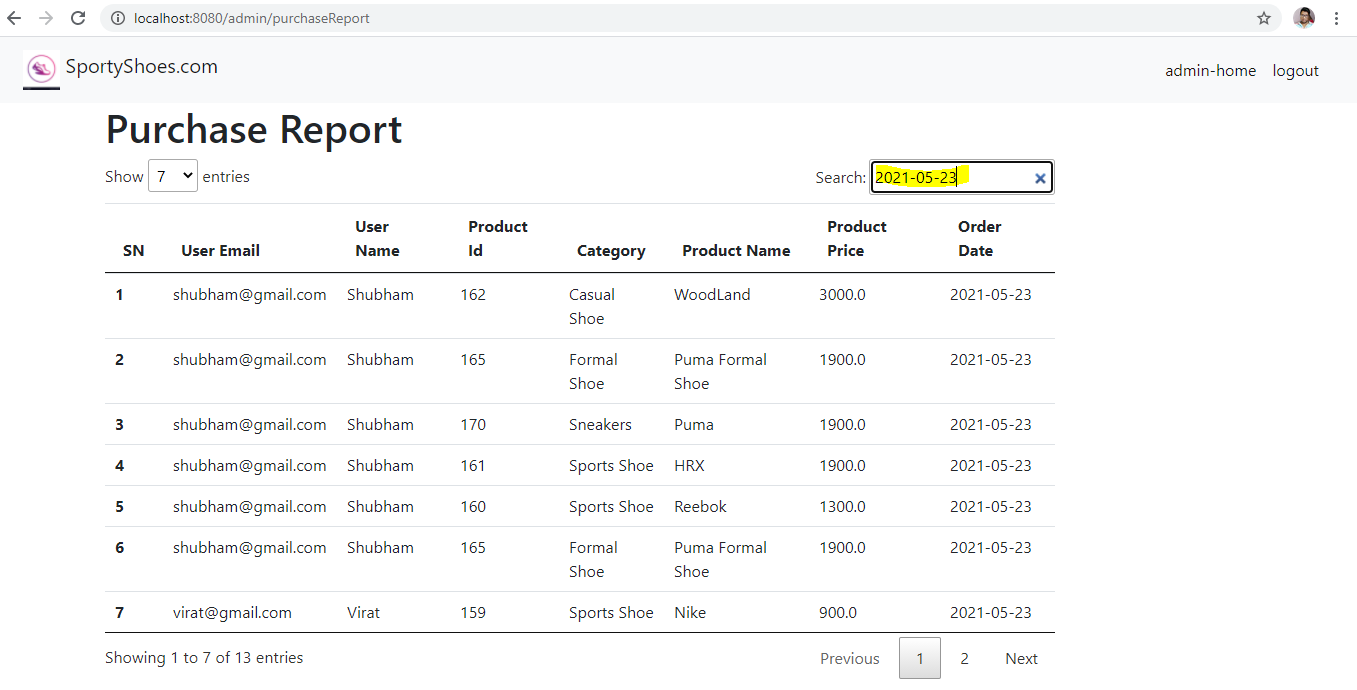 localhost:8080/admin/purchaseReport
SportyShoes.com
admin-home logout
Purchase Report
Show 7 entries
Search: 2021-05-23
SN User Email User Name Product Id Category Product Name Product Price Order Date
1 shubham@gmail.com Shubham 162 Casual Shoe WoodLand 3000.0 2021-05-23
2 shubham@gmail.com Shubham 165 Formal Shoe Puma Formal Shoe 1900.0 2021-05-23
3 shubham@gmail.com Shubham 170 Sneakers Puma 1900.0 2021-05-23
4 shubham@gmail.com Shubham 161 Sports Shoe HRX 1900.0 2021-05-23
5 shubham@gmail.com Shubham 160 Sports Shoe Reebok 1300.0 2021-05-23
6 shubham@gmail.com Shubham 165 Formal Shoe Puma Formal Shoe 1900.0 2021-05-23
7 virat@gmail.com Virat 159 Sports Shoe Nike 900.0 2021-05-23
Showing 1 to 7 of 13 entries
Previous 1 2 Next